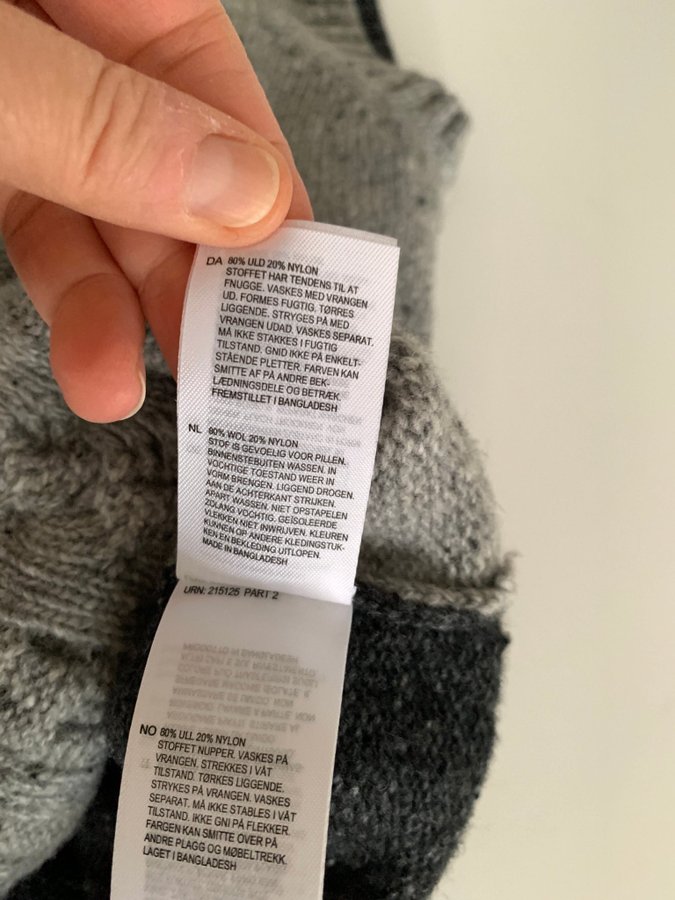 DA 80% ULD 20% NYLON
STOFFET HAR TENDENS TIL AT
FNUGGE. VASKES MED VRANGEN
UD. FORMES FUGTIG. TØRRES
LIGGENDE. STRYGES PÅ MED
VRANGEN UDAD. VASKES SEPARAT.
MÅ IKKE STAKKES I FUGTIG
TILSTAND. GNID IKKE PÅ ENKELT-
STÅENDE PLETTER. FARVEN KAN
SMITTE AF PÅ ANDRE BEK-
LÆDNINGSDELE OG BETRÆK.
FREMSTILLET I BANGLADESH
NL 80% WOL 20% NYLON
STOF IS GEVOELIG VOOR PILLEN.
BINNENSTEBUITEN WASSEN. IN
VOCHTIGE TOESTAND WEER IN
VORM BRENGEN. LIGGEND DROGEN.
AAN DE ACHTERKANT STRIJKEN.
APART WASSEN. NIET OPSTAPELEN
ZOLANG VOCHTIG. GEÏSOLEERDE
VLEKKEN NIET INWRIJVEN. KLEUREN
KUNNEN OP ANDERE KLEDINGSTUK-
KEN EN BEKLEDING UITLOPEN.
MADE IN BANGLADESH
URN: 215125 PART 2
NO 80% ULL 20% NYLON
STOFFET NUPPER. VASKES PÅ
VRANGEN. STREKKES I VÅT
TILSTAND. TØRKES LIGGENDE.
STRYKES PÅ VRANGEN. VASKES
SEPARAT. MÅ IKKE STABLES I VÅT
TILSTAND. IKKE GNI PÅ FLEKKER.
FARGEN KAN SMITTE OVER PÅ
ANDRE PLAGG OG MØBELTREKK.
LAGET I BANGLADESH